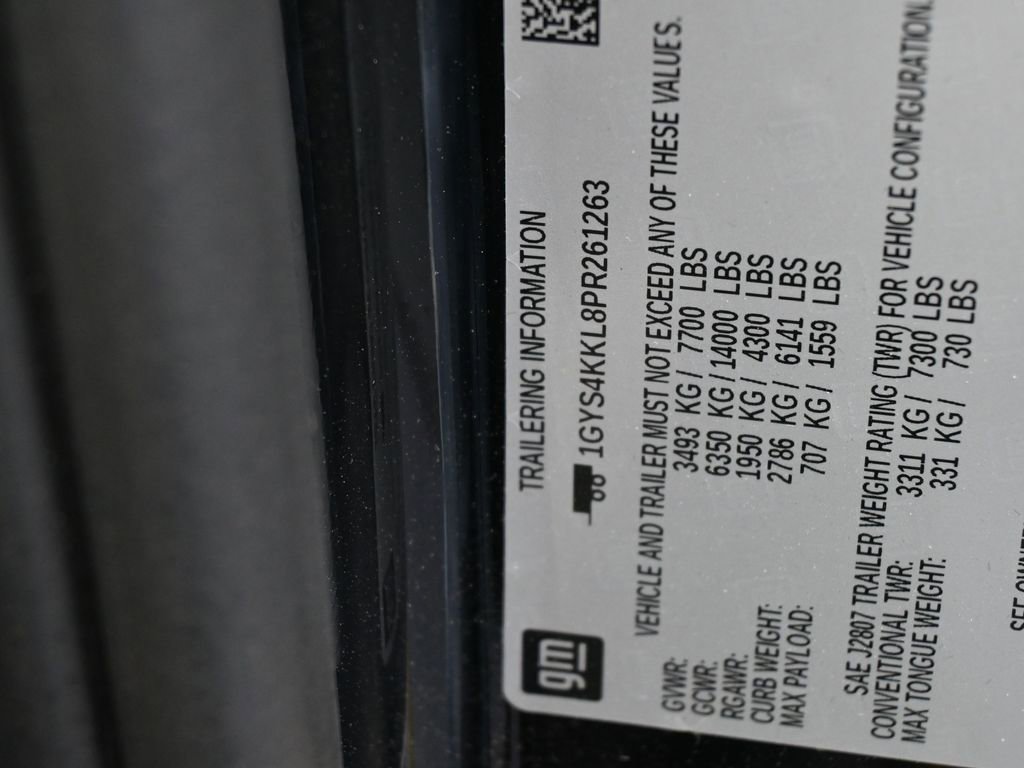 gm
TRAILERING INFORMATION
1GYS4KKL8PR261263
VEHICLE AND TRAILER MUST NOT EXCEED ANY OF THESE VALUES.
GVWR: 3493 KG / 7700 LBS
GCWR: 6350 KG / 14000 LBS
RGAWR: 1950 KG / 4300 LBS
CURB WEIGHT: 2786 KG / 6141 LBS
MAX PAYLOAD: 707 KG / 1559 LBS
SAE J2807 TRAILER WEIGHT RATING (TWR) FOR VEHICLE CONFIGURATION.
CONVENTIONAL TWR: 3311 KG / 7300 LBS
MAX TONGUE WEIGHT: 331 KG / 730 LBS
SEE